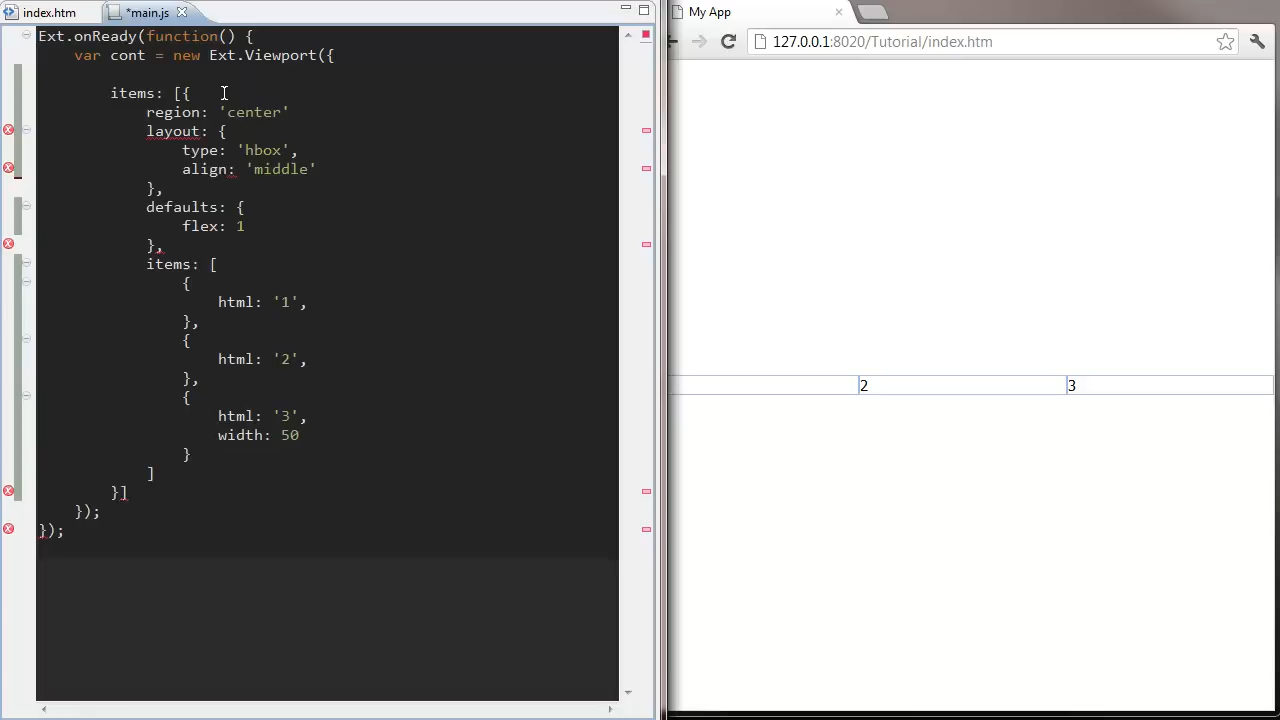 index.htm
*main.js
Ext.onReady(function() {
var cont = new Ext.Viewport({
items: [{
region: 'center'
layout: {
type: 'hbox',
align: 'middle'
},
defaults: {
flex: 1
},
items: [
{
html: '1',
},
{
html: '2',
},
{
html: '3',
width: 50
}
]
}]
});
});
My App
127.0.0.1:8020/Tutorial/index.htm
2
3